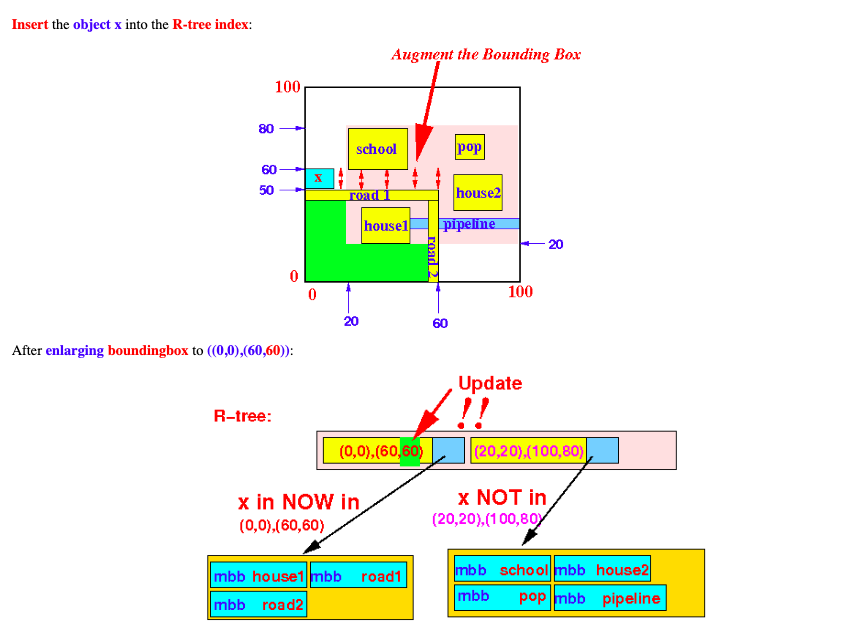 Insert the object x into the R-tree index:
Augment the Bounding Box
100
80
school
pop
60
x
50
road 1
house2
house1
pipeline
road 2
20
0
0
100
20
60
After enlarging boundingbox to ((0,0),(60,60)):
Update
!!
R-tree:
(0,0),(60,60)
(20,20),(100,80)
x in NOW in
(0,0),(60,60)
x NOT in
(20,20),(100,80)
mbb house1
mbb road1
mbb road2
mbb school
mbb house2
mbb pop
mbb pipeline